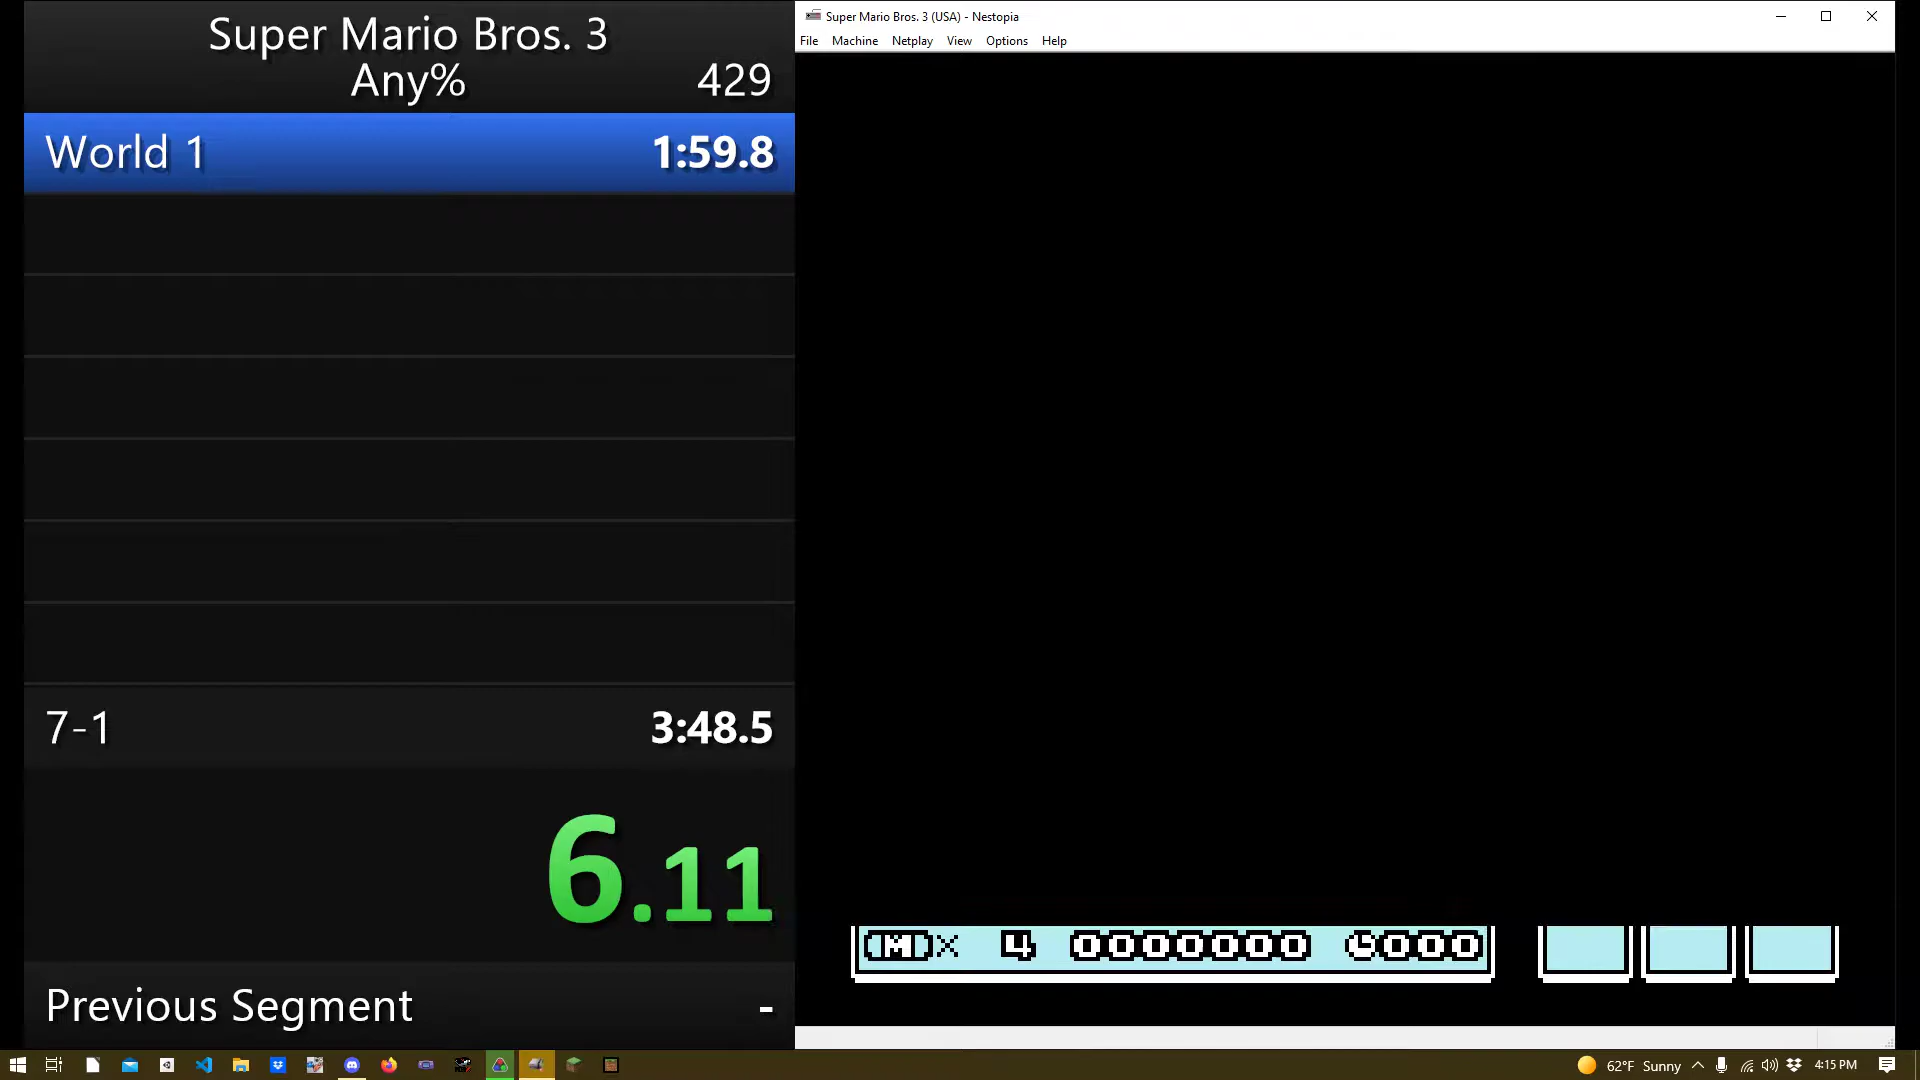 Super Mario Bros. 3
Any%
429
World 1
1:59.8
7-1
3:48.5
6.11
Previous Segment
-
Super Mario Bros. 3 (USA) - Nestopia
File Machine Netplay View Options Help
M x 4 0000000 000
62°F Sunny
4:15 PM